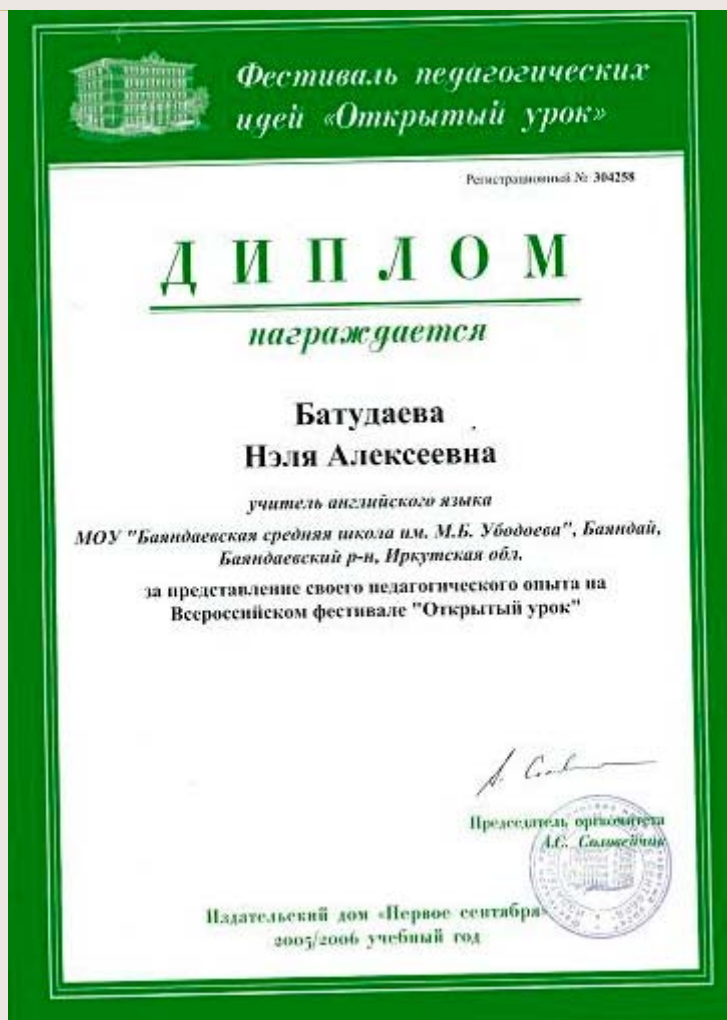 Фестиваль педагогических
идей «Открытый урок»
Регистрационный № 304258
ДИПЛОМ
награждается
Батудаева
Нэля Алексеевна
учитель английского языка
МОУ "Баяндаевская средняя школа им. М.Б. Убодоева", Баяндай,
Баяндаевский р-н, Иркутская обл.
за представление своего педагогического опыта на
Всероссийском фестивале "Открытый урок"
Председатель оргкомитета
А.С. Соловейчик
Издательский дом «Первое сентября»
2005/2006 учебный год